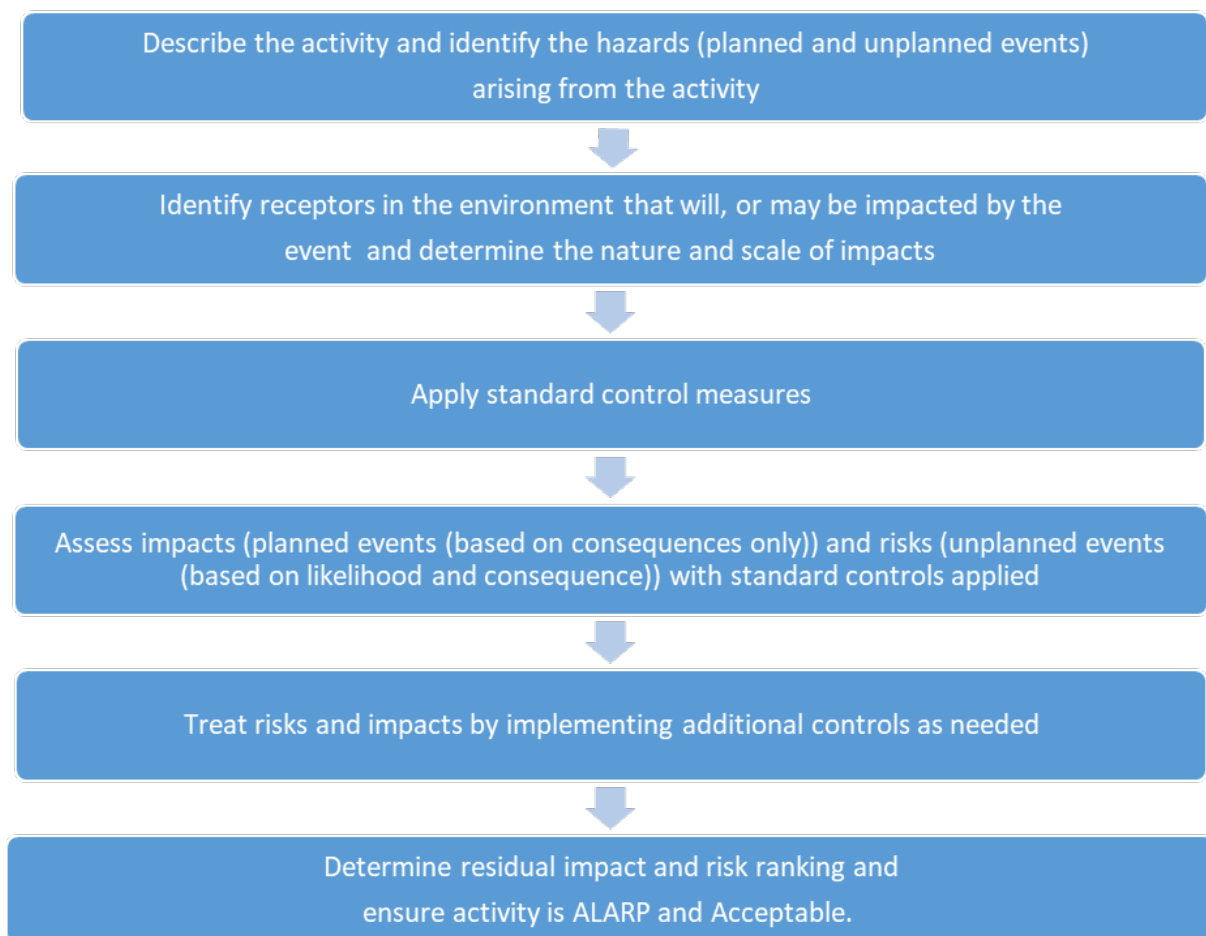 Describe the activity and identify the hazards (planned and unplanned events)
arising from the activity
Identify receptors in the environment that will, or may be impacted by the
event and determine the nature and scale of impacts
Apply standard control measures
Assess impacts (planned events (based on consequences only)) and risks (unplanned events
(based on likelihood and consequence)) with standard controls applied
Treat risks and impacts by implementing additional controls as needed
Determine residual impact and risk ranking and
ensure activity is ALARP and Acceptable.